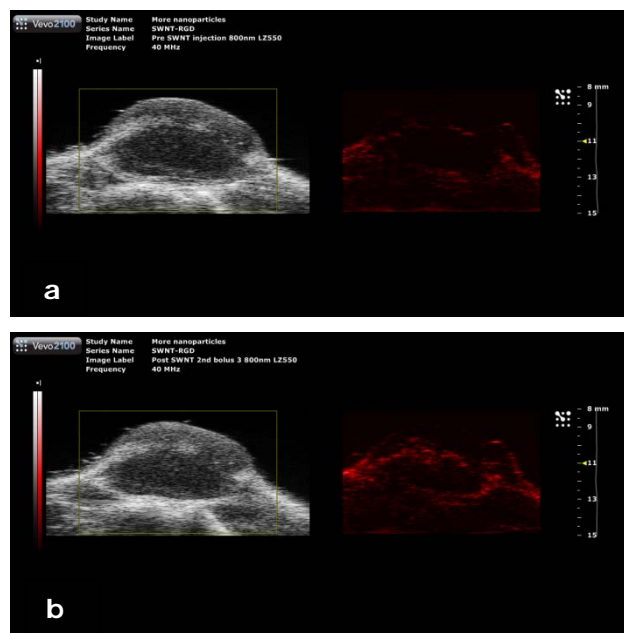 Vevo2100
Study Name More nanoparticles
Series Name SWNT-RGD
Image Label Pre SWNT injection 800nm LZ550
Frequency 40 MHz
8 mm
9
11
13
15
a
Vevo2100
Study Name More nanoparticles
Series Name SWNT-RGD
Image Label Post SWNT 2nd bolus 3 800nm LZ550
Frequency 40 MHz
8 mm
9
11
13
15
b